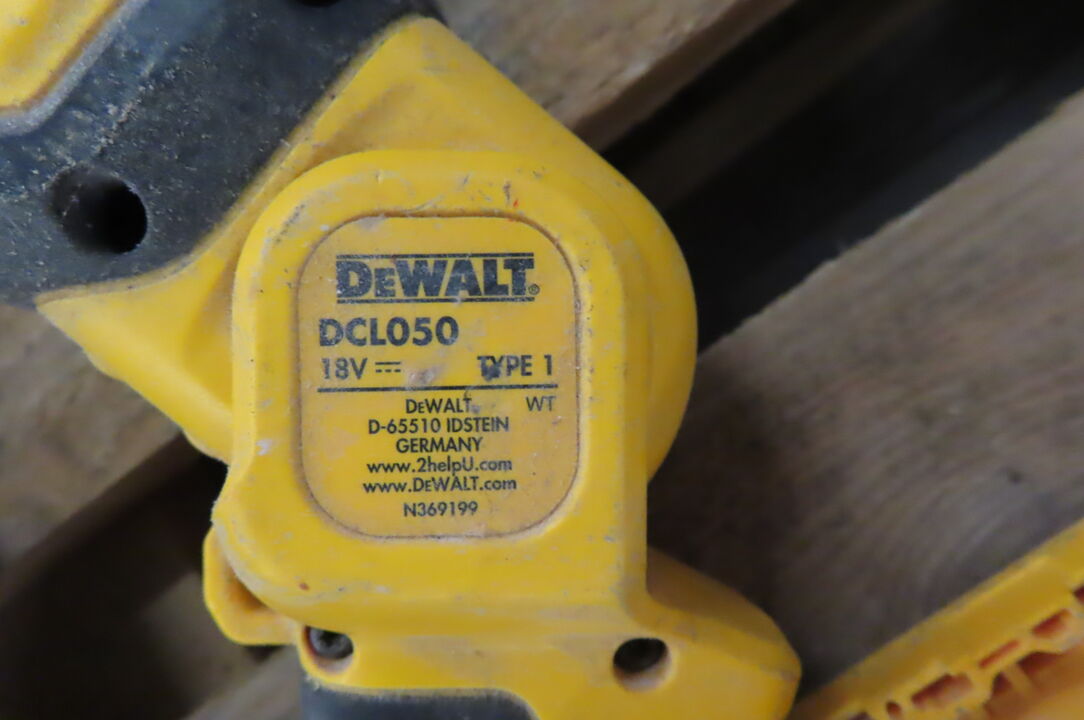 DEWALT®
DCL050
18V ⎓ TYPE 1
DEWALT WT
D-65510 IDSTEIN
GERMANY
www.2helpU.com
www.DEWALT.com
N369199